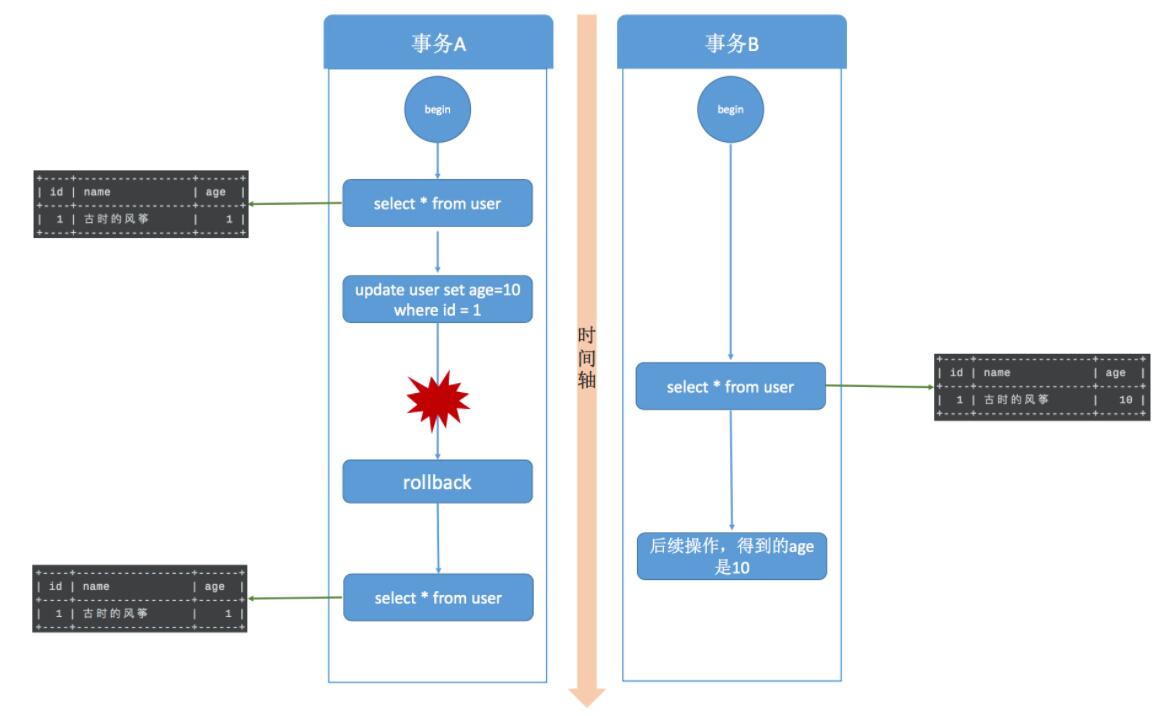 事务A
begin
+----+-----------------+------+
| id | name | age |
+----+-----------------+------+
| 1 | 古时的风筝 | 1 |
+----+-----------------+------+
select * from user
update user set age=10
where id = 1
rollback
+----+-----------------+------+
| id | name | age |
+----+-----------------+------+
| 1 | 古时的风筝 | 1 |
+----+-----------------+------+
select * from user
时
间
轴
事务B
begin
select * from user
+----+-----------------+------+
| id | name | age |
+----+-----------------+------+
| 1 | 古时的风筝 | 10 |
+----+-----------------+------+
后续操作，得到的age
是10